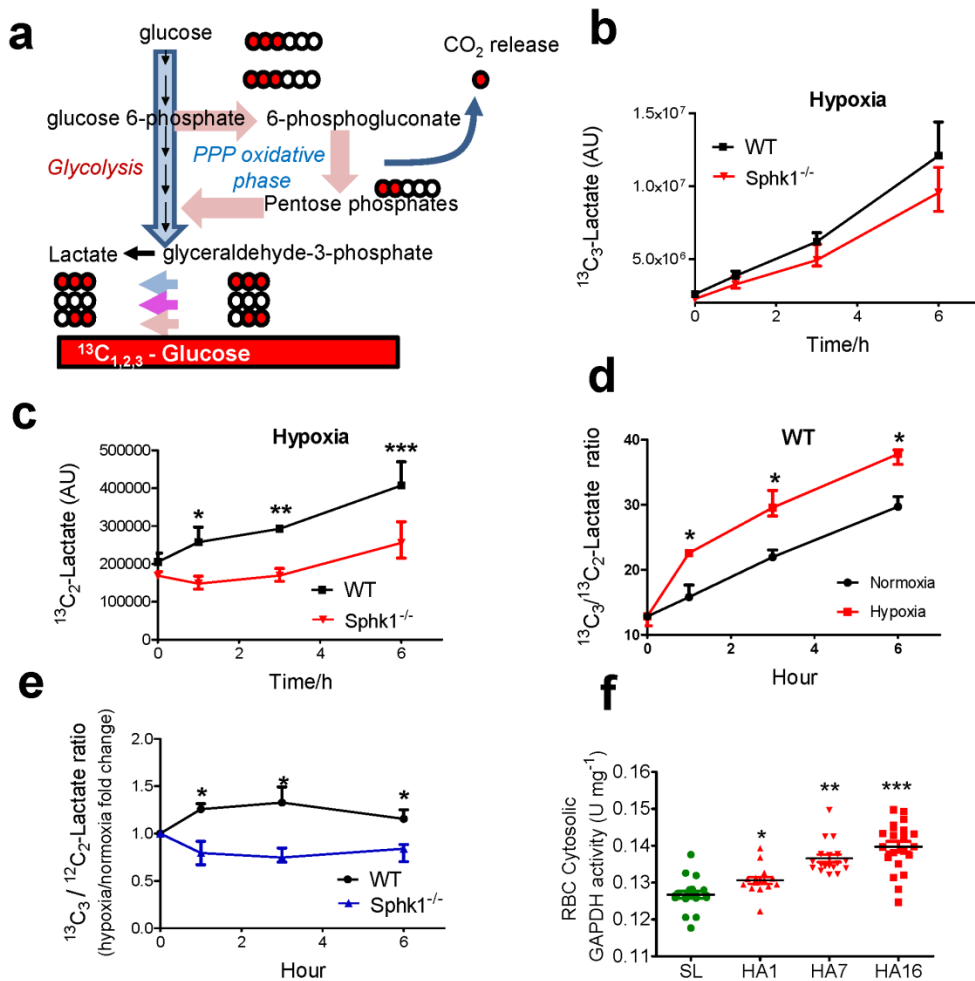 a
glucose
CO2 release
glucose 6-phosphate
6-phosphogluconate
Glycolysis
PPP oxidative
phase
Pentose phosphates
Lactate
glyceraldehyde-3-phosphate
13C1,2,3 - Glucose
b
Hypoxia
13C3-Lactate (AU)
1.5x10^7
1.0x10^7
5.0x10^6
WT
Sphk1-/-
0 2 4 6
Time/h
c
Hypoxia
13C2-Lactate (AU)
500000
400000
300000
200000
100000
0
* ** ***
WT
Sphk1-/-
0 2 4 6
Time/h
d
WT
13C3/13C2-Lactate ratio
40
30
20
10
* * *
Normoxia
Hypoxia
0 2 4 6
Hour
e
13C3 / 12C2-Lactate ratio
(hypoxia/normoxia fold change)
2.0
1.5
1.0
0.5
0.0
* * *
WT
Sphk1-/-
0 2 4 6
Hour
f
RBC Cytosolic
GAPDH activity (U mg-1)
0.16
0.15
0.14
0.13
0.12
0.11
* ** ***
SL HA1 HA7 HA16